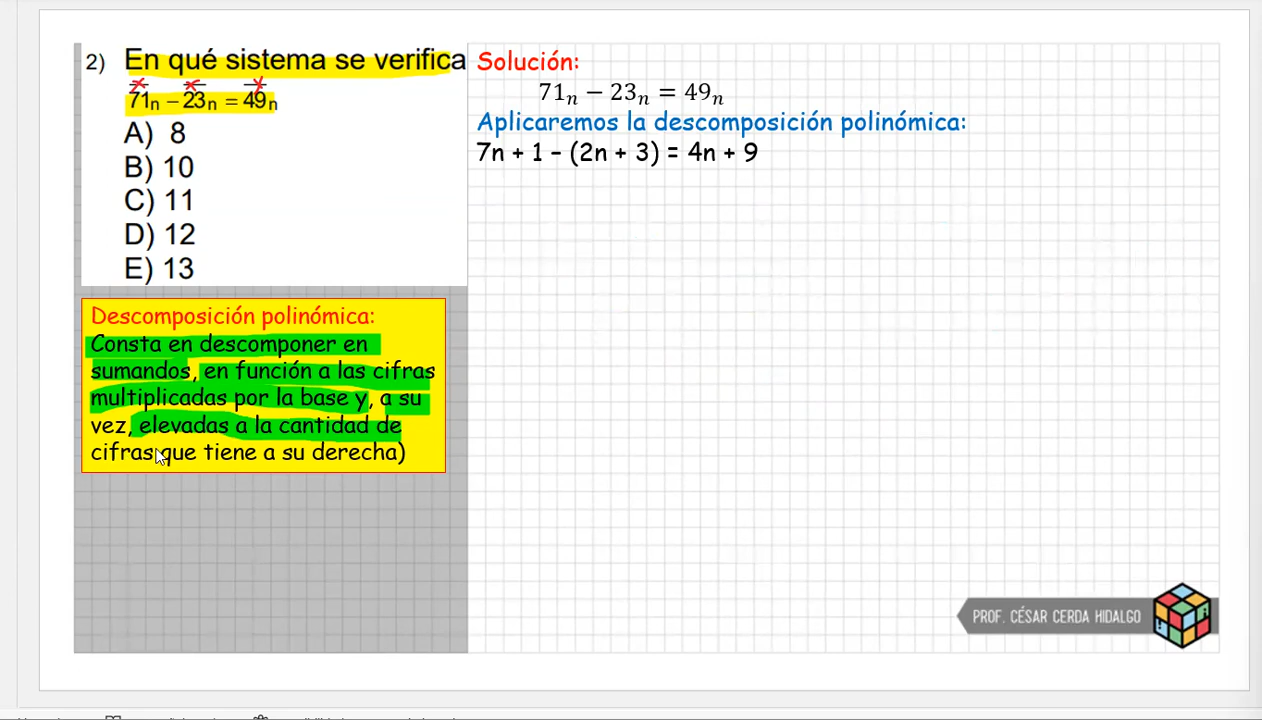 2) En qué sistema se verifica
71n – 23n = 49n
A) 8
B) 10
C) 11
D) 12
E) 13
Descomposición polinómica:
Consta en descomponer en
sumandos, en función a las cifras
multiplicadas por la base y, a su
vez, elevadas a la cantidad de
cifras que tiene a su derecha)
Solución:
71n − 23n = 49n
Aplicaremos la descomposición polinómica:
7n + 1 – (2n + 3) = 4n + 9
PROF. CÉSAR CERDA HIDALGO